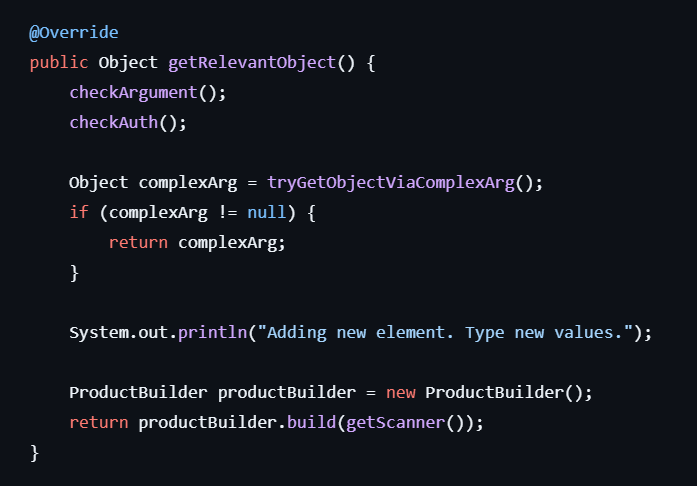 @Override
public Object getRelevantObject() {
    checkArgument();
    checkAuth();

    Object complexArg = tryGetObjectViaComplexArg();
    if (complexArg != null) {
        return complexArg;
    }

    System.out.println("Adding new element. Type new values.");

    ProductBuilder productBuilder = new ProductBuilder();
    return productBuilder.build(getScanner());
}